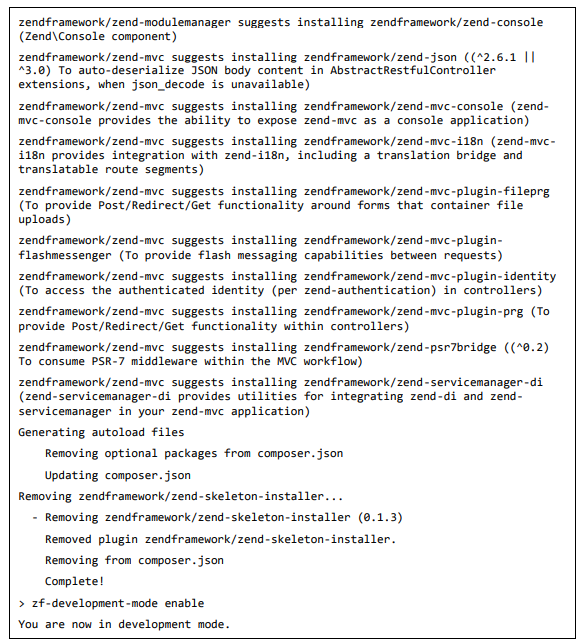 zendframework/zend-modulemanager suggests installing zendframework/zend-console
(Zend\Console component)
zendframework/zend-mvc suggests installing zendframework/zend-json ((^2.6.1 ||
^3.0) To auto-deserialize JSON body content in AbstractRestfulController
extensions, when json_decode is unavailable)
zendframework/zend-mvc suggests installing zendframework/zend-mvc-console (zend-
mvc-console provides the ability to expose zend-mvc as a console application)
zendframework/zend-mvc suggests installing zendframework/zend-mvc-i18n (zend-mvc-
i18n provides integration with zend-i18n, including a translation bridge and
translatable route segments)
zendframework/zend-mvc suggests installing zendframework/zend-mvc-plugin-fileprg
(To provide Post/Redirect/Get functionality around forms that container file
uploads)
zendframework/zend-mvc suggests installing zendframework/zend-mvc-plugin-
flashmessenger (To provide flash messaging capabilities between requests)
zendframework/zend-mvc suggests installing zendframework/zend-mvc-plugin-identity
(To access the authenticated identity (per zend-authentication) in controllers)
zendframework/zend-mvc suggests installing zendframework/zend-mvc-plugin-prg (To
provide Post/Redirect/Get functionality within controllers)
zendframework/zend-mvc suggests installing zendframework/zend-psr7bridge ((^0.2)
To consume PSR-7 middleware within the MVC workflow)
zendframework/zend-mvc suggests installing zendframework/zend-servicemanager-di
(zend-servicemanager-di provides utilities for integrating zend-di and zend-
servicemanager in your zend-mvc application)
Generating autoload files
Removing optional packages from composer.json
Updating composer.json
Removing zendframework/zend-skeleton-installer...
- Removing zendframework/zend-skeleton-installer (0.1.3)
Removed plugin zendframework/zend-skeleton-installer.
Removing from composer.json
Complete!
> zf-development-mode enable
You are now in development mode.